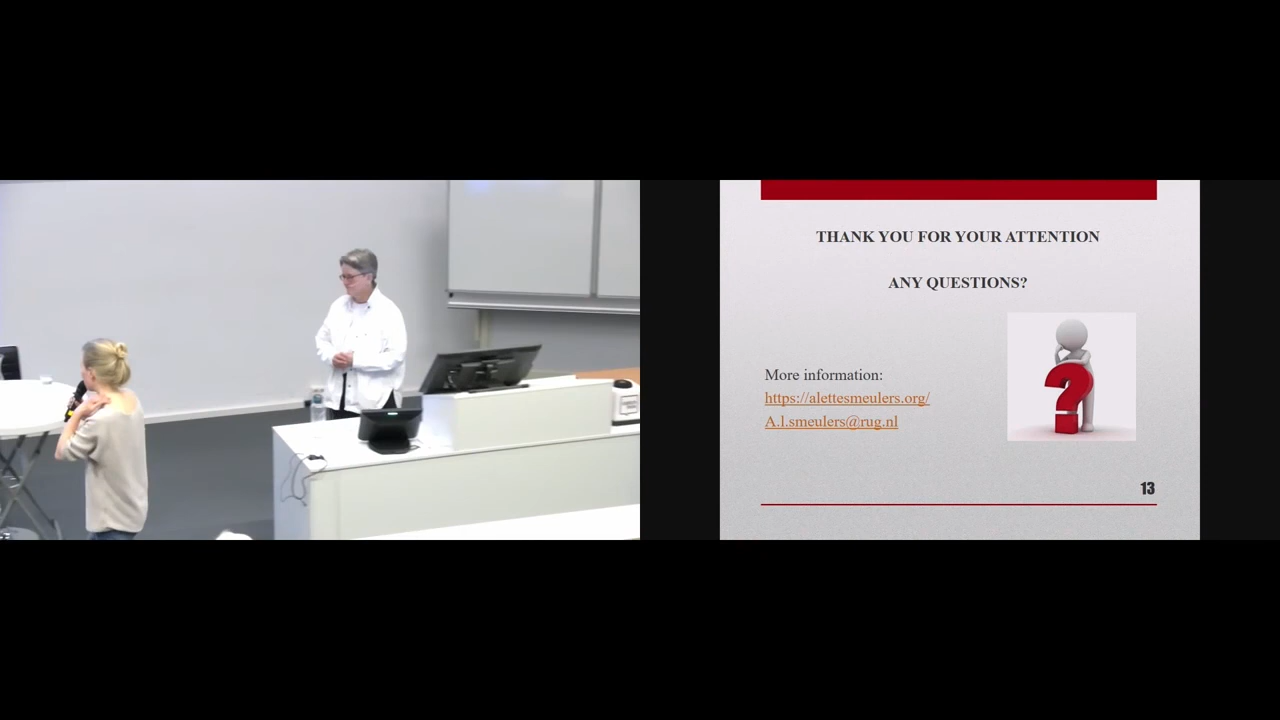 THANK YOU FOR YOUR ATTENTION
ANY QUESTIONS?
More information:
https://alettesmeulers.org/
A.l.smeulers@rug.nl
13